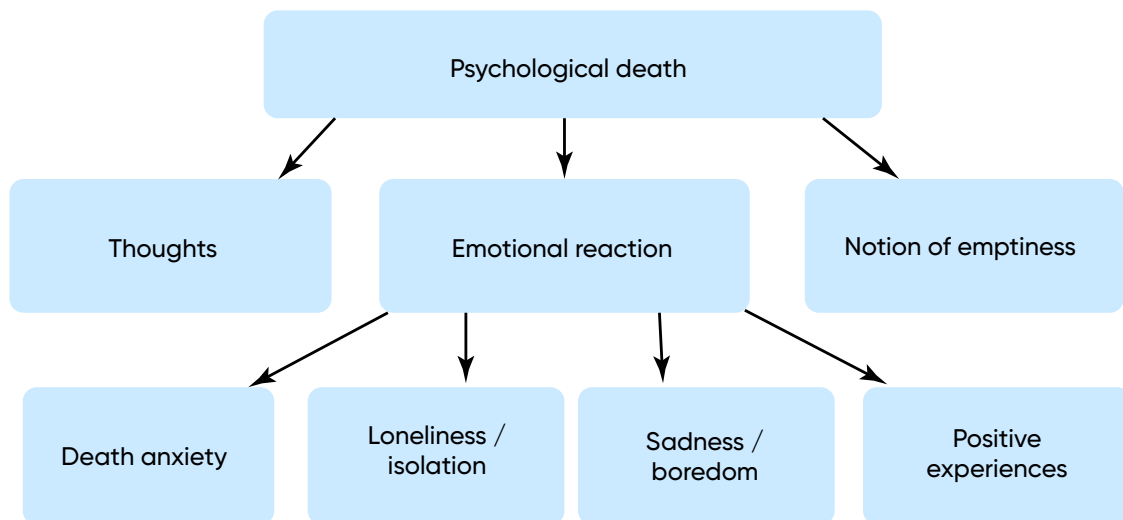 Psychological death
Thoughts
Emotional reaction
Notion of emptiness
Death anxiety
Loneliness /
isolation
Sadness /
boredom
Positive
experiences